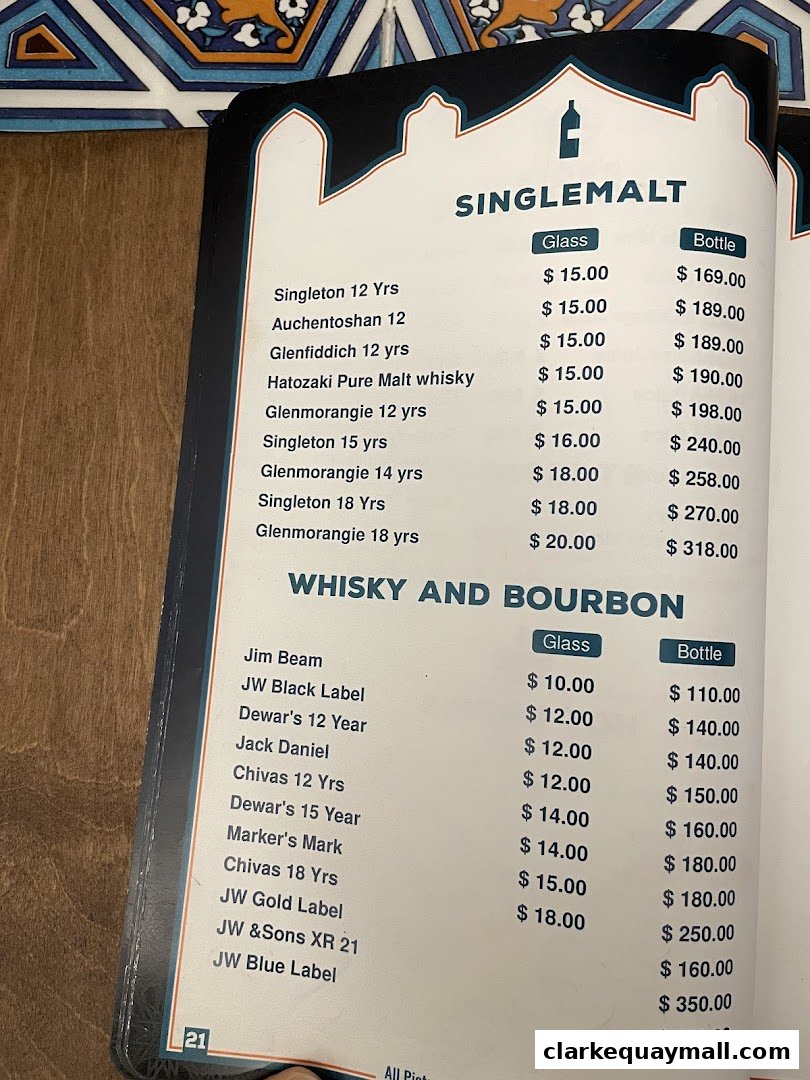 SINGLEMALT
Glass Bottle
Singleton 12 Yrs $ 15.00 $ 169.00
Auchentoshan 12 $ 15.00 $ 189.00
Glenfiddich 12 yrs $ 15.00 $ 189.00
Hatozaki Pure Malt whisky $ 15.00 $ 190.00
Glenmorangie 12 yrs $ 15.00 $ 198.00
Singleton 15 yrs $ 16.00 $ 240.00
Glenmorangie 14 yrs $ 18.00 $ 258.00
Singleton 18 Yrs $ 18.00 $ 270.00
Glenmorangie 18 yrs $ 20.00 $ 318.00
WHISKY AND BOURBON
Glass Bottle
Jim Beam $ 10.00 $ 110.00
JW Black Label $ 12.00 $ 140.00
Dewar's 12 Year $ 12.00 $ 140.00
Jack Daniel $ 12.00 $ 150.00
Chivas 12 Yrs $ 14.00 $ 160.00
Dewar's 15 Year $ 14.00 $ 180.00
Marker's Mark $ 15.00 $ 180.00
Chivas 18 Yrs $ 18.00 $ 250.00
JW Gold Label $ 160.00
JW &Sons XR 21 $ 350.00
JW Blue Label
21
All
clarkequaymall.com